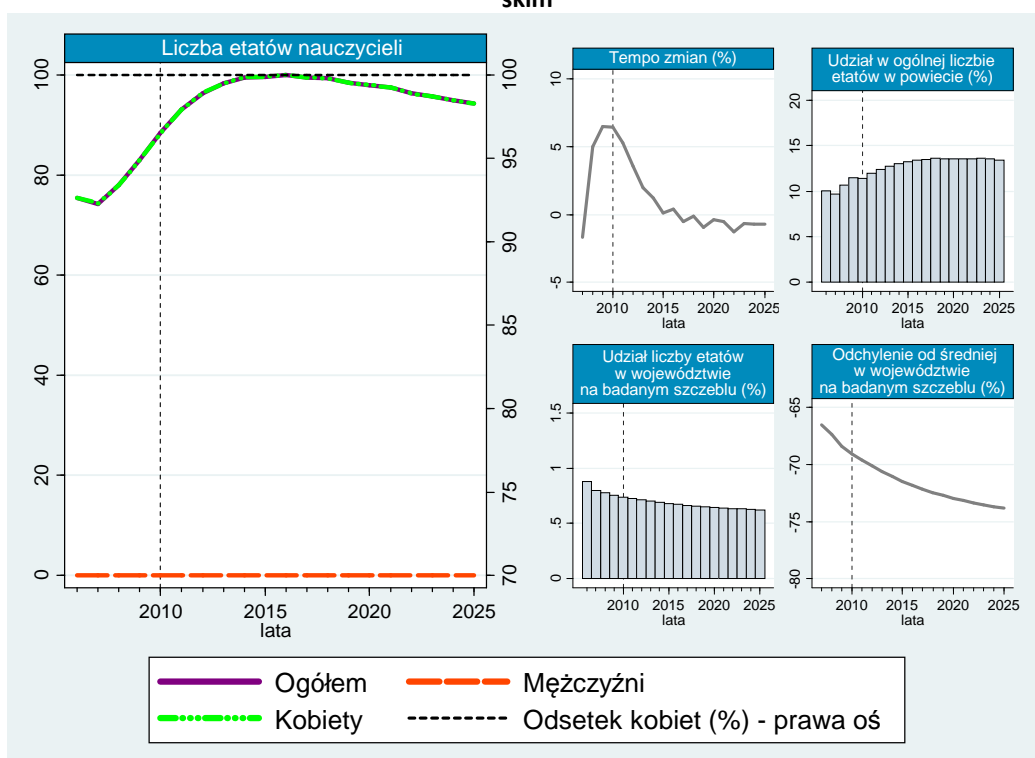 skim
Liczba etatów nauczycieli
0 20 40 60 80 100
70 75 80 85 90 95 100
2010 2015 2020 2025
lata
Tempo zmian (%)
-5 0 5 10
2010 2020 2025
lata
Udział w ogólnej liczbie
etatów w powiecie (%)
0 5 10 15 20
2010 2020 2025
lata
Udział liczby etatów
w województwie
na badanym szczeblu (%)
0 .5 1 1.5
2010 2020 2025
lata
Odchylenie od średniej
w województwie
na badanym szczeblu (%)
-80 -75 -70 -65
2010 2020 2025
lata
Ogółem
Mężczyźni
Kobiety
Odsetek kobiet (%) - prawa oś